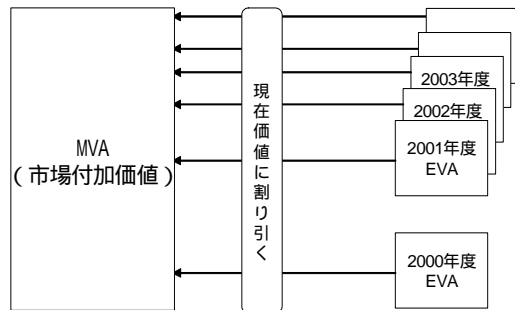 MVA
(市場付加価値)
現在価値に割り引く
2003年度
2002年度
2001年度
EVA
2000年度
EVA